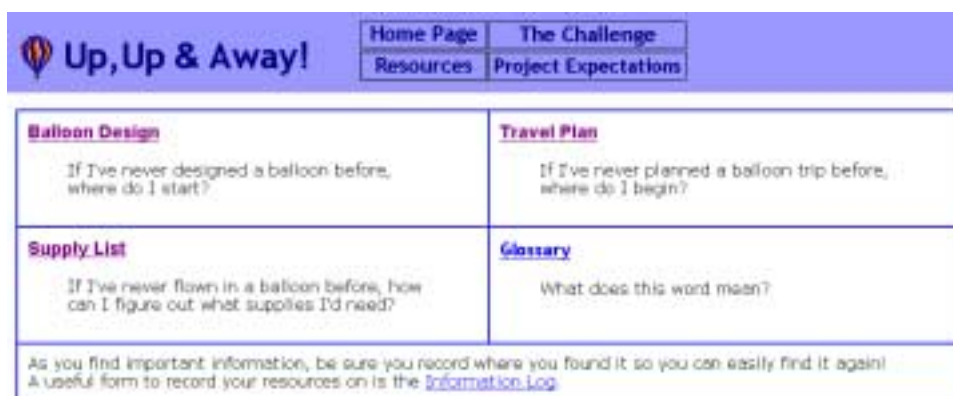 Up, Up & Away!
Home Page
The Challenge
Resources
Project Expectations
Balloon Design
If I've never designed a balloon before,
where do I start?
Travel Plan
If I've never planned a balloon trip before,
where do I begin?
Supply List
If I've never flown in a balloon before, how
can I figure out what supplies I'd need?
Glossary
What does this word mean?
As you find important information, be sure you record where you found it so you can easily find it again!
A useful form to record your resources on is the Information Log.